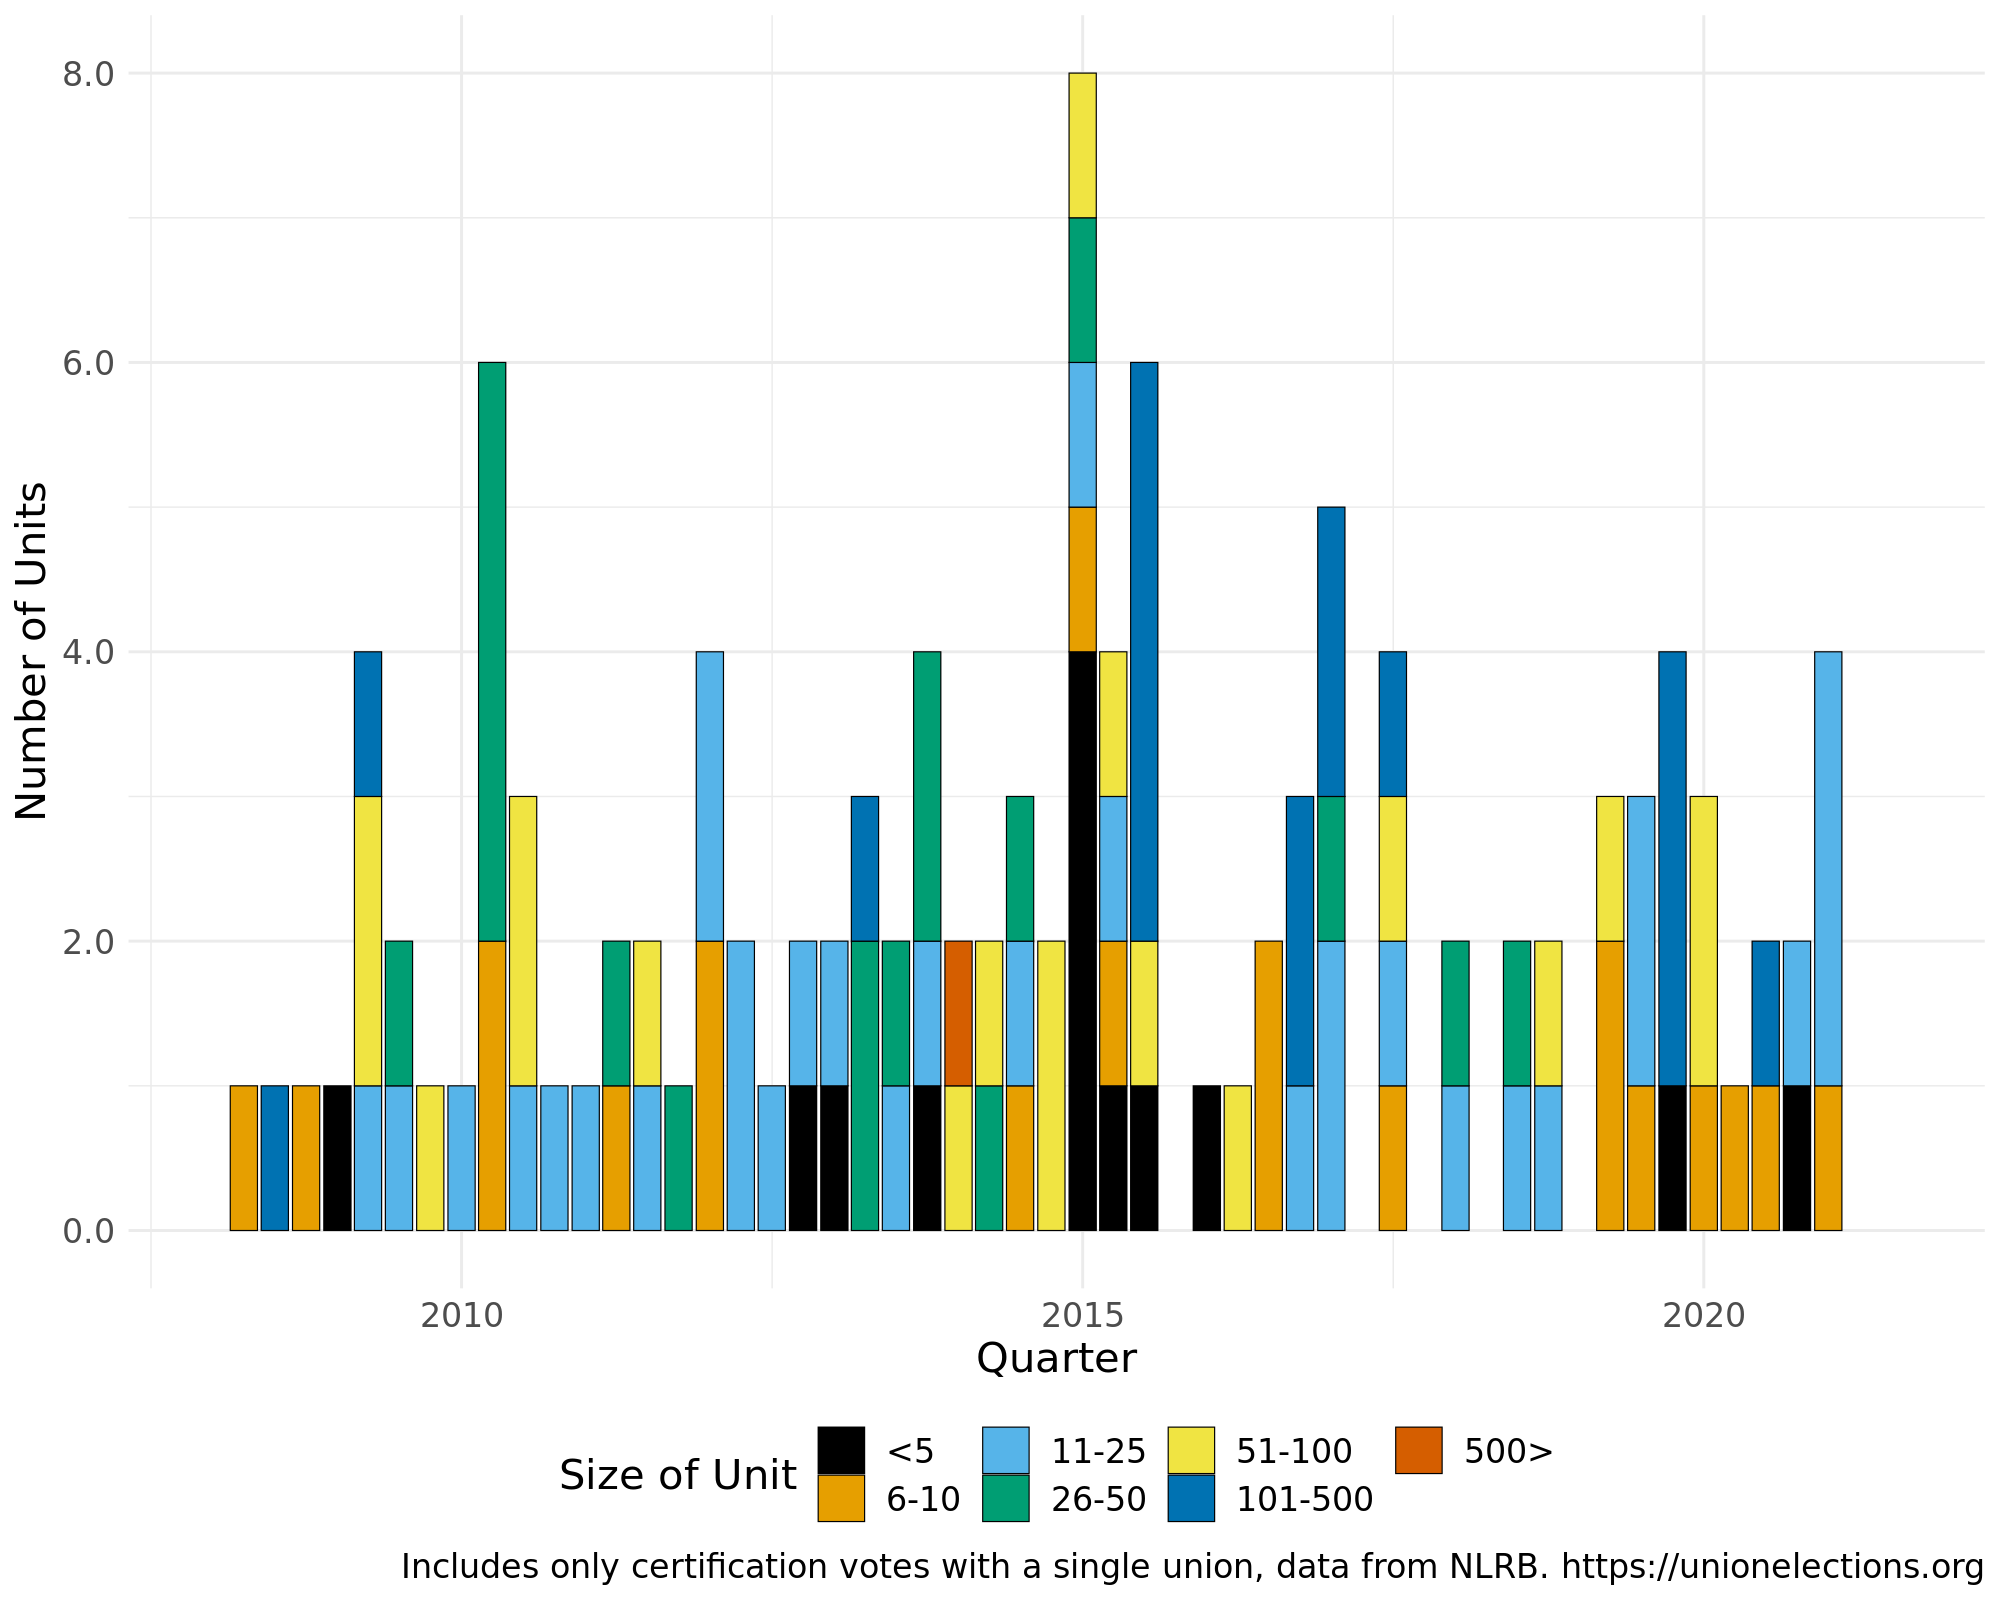 8.0
6.0
4.0
2.0
0.0
Number of Units
2010 2015 2020
Quarter
Size of Unit
<5 11-25 51-100 500>
6-10 26-50 101-500
Includes only certification votes with a single union, data from NLRB. https://unionelections.org